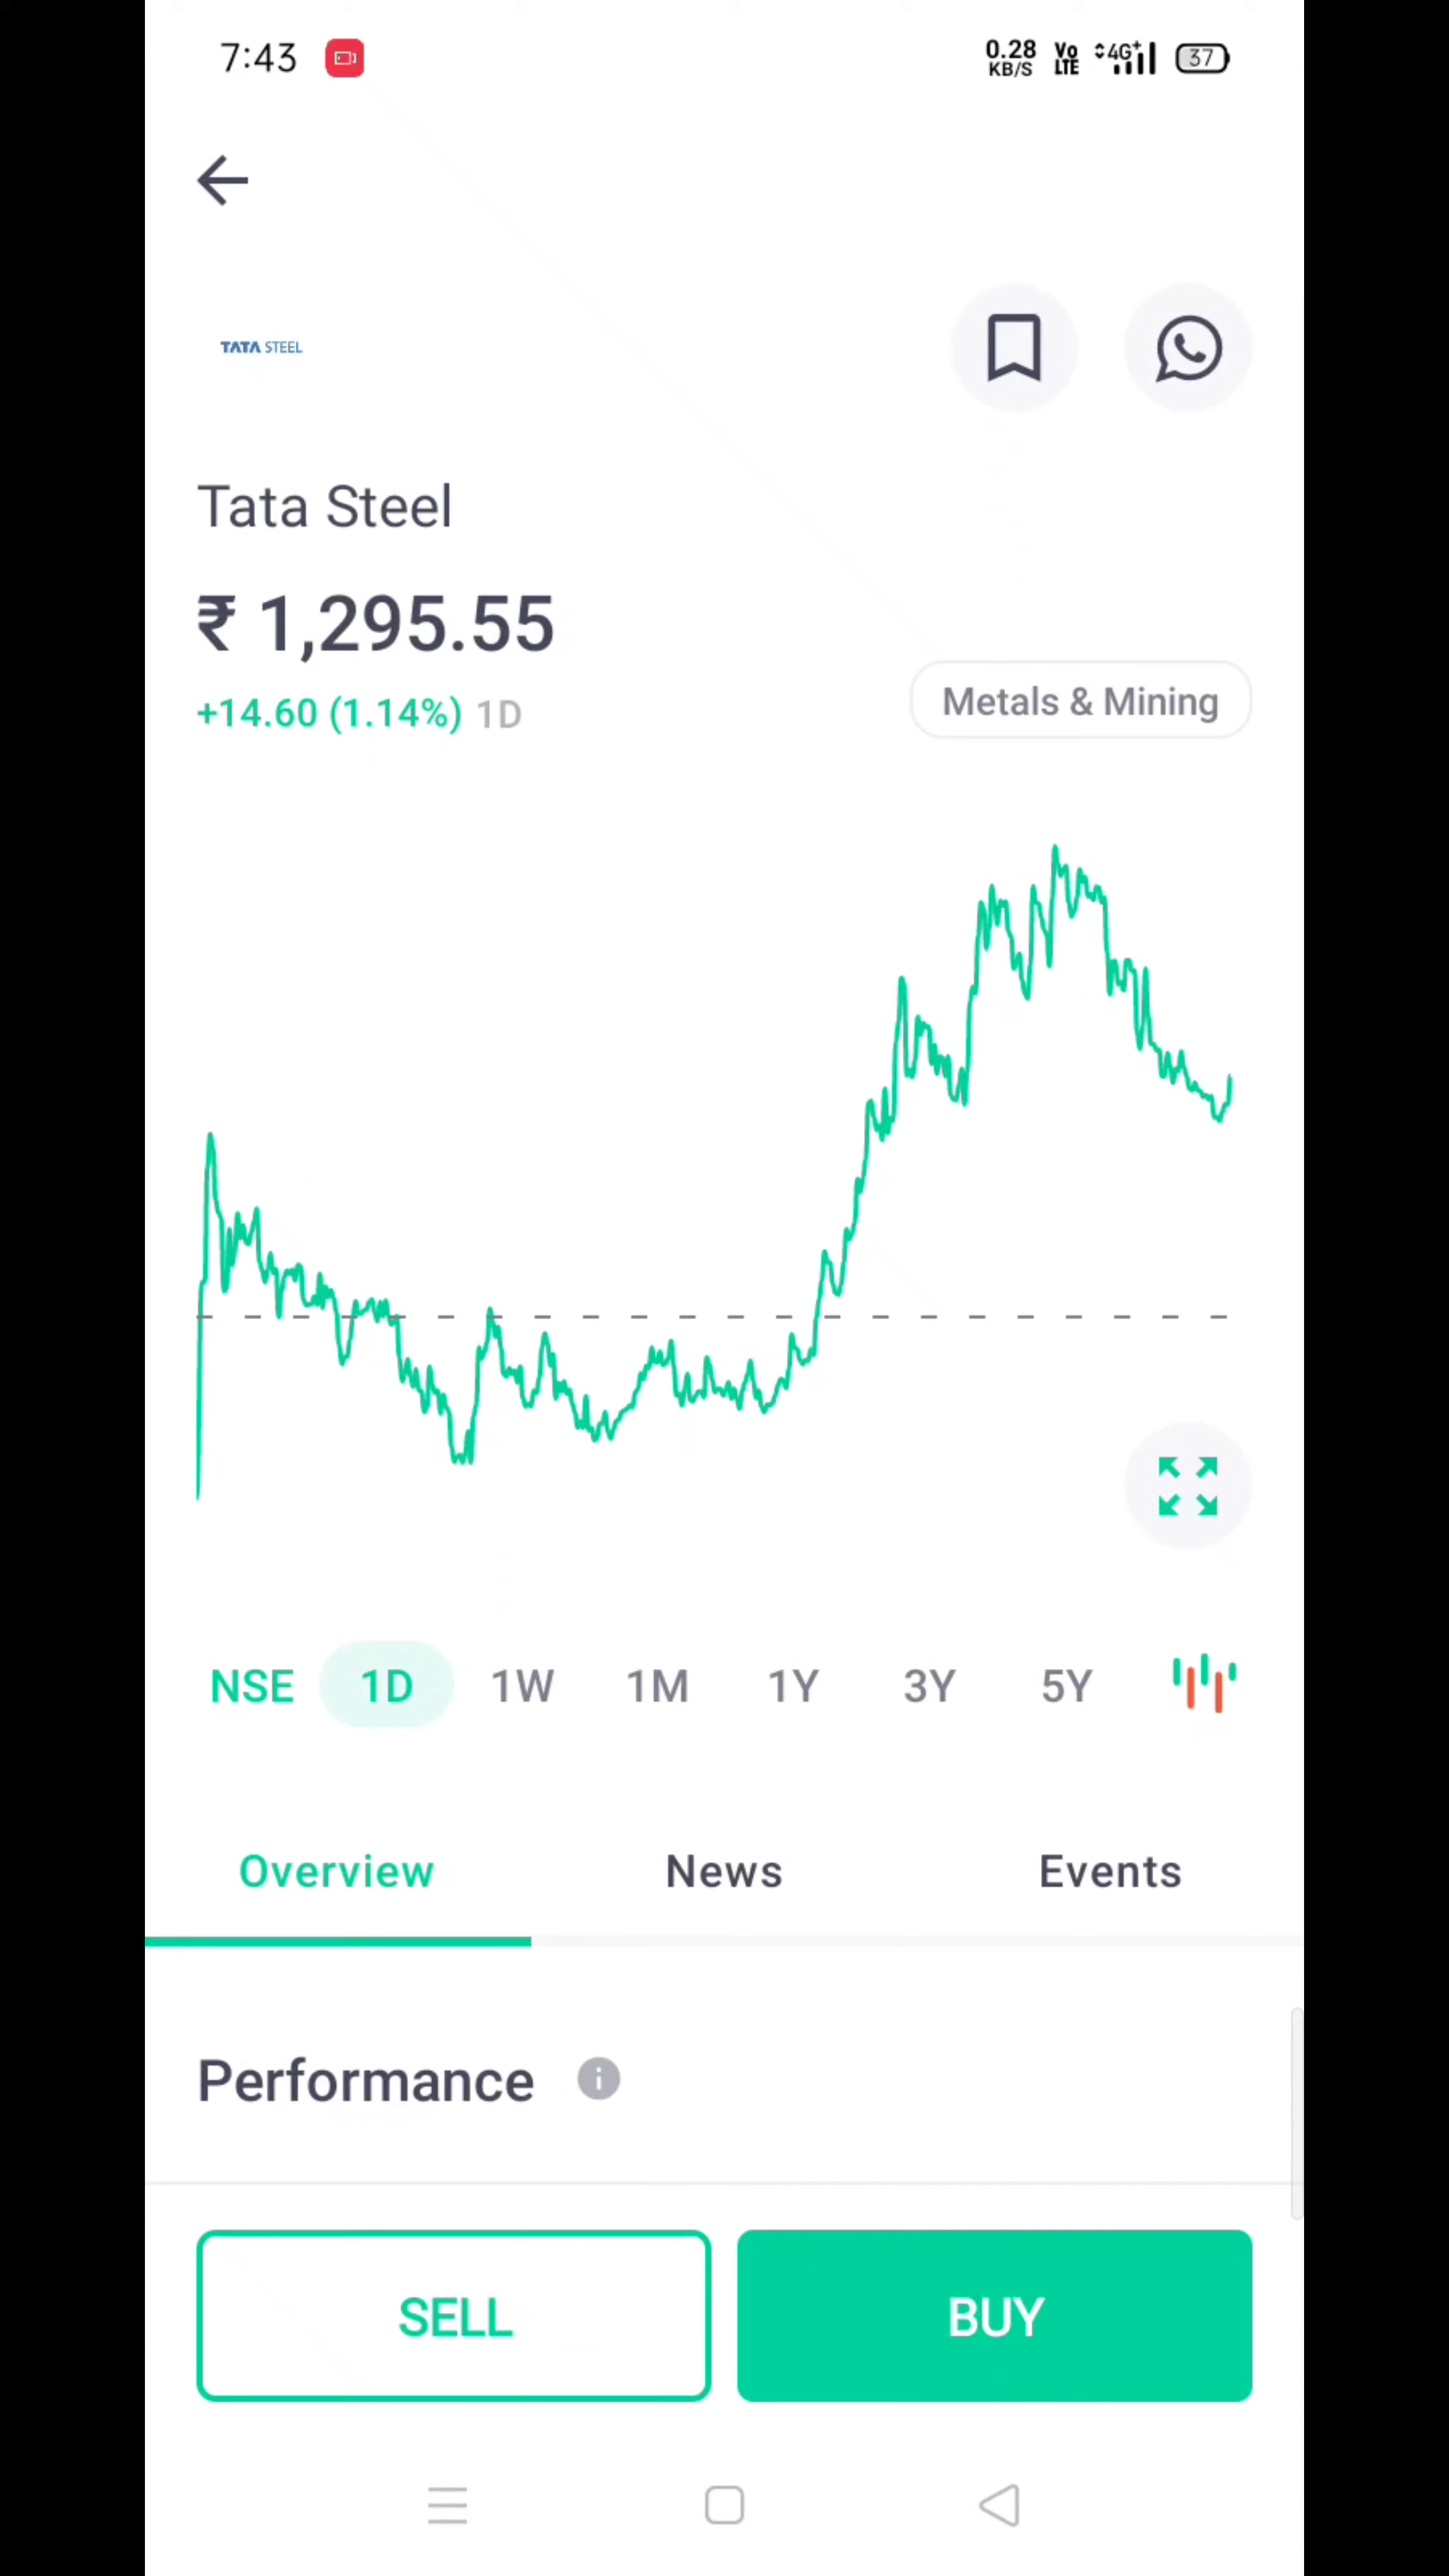 7:43
0.28 KB/S Vo LTE 4G+ 37
TATA STEEL
Tata Steel
₹ 1,295.55
+14.60 (1.14%) 1D
Metals & Mining
NSE 1D 1W 1M 1Y 3Y 5Y
Overview News Events
Performance
SELL BUY